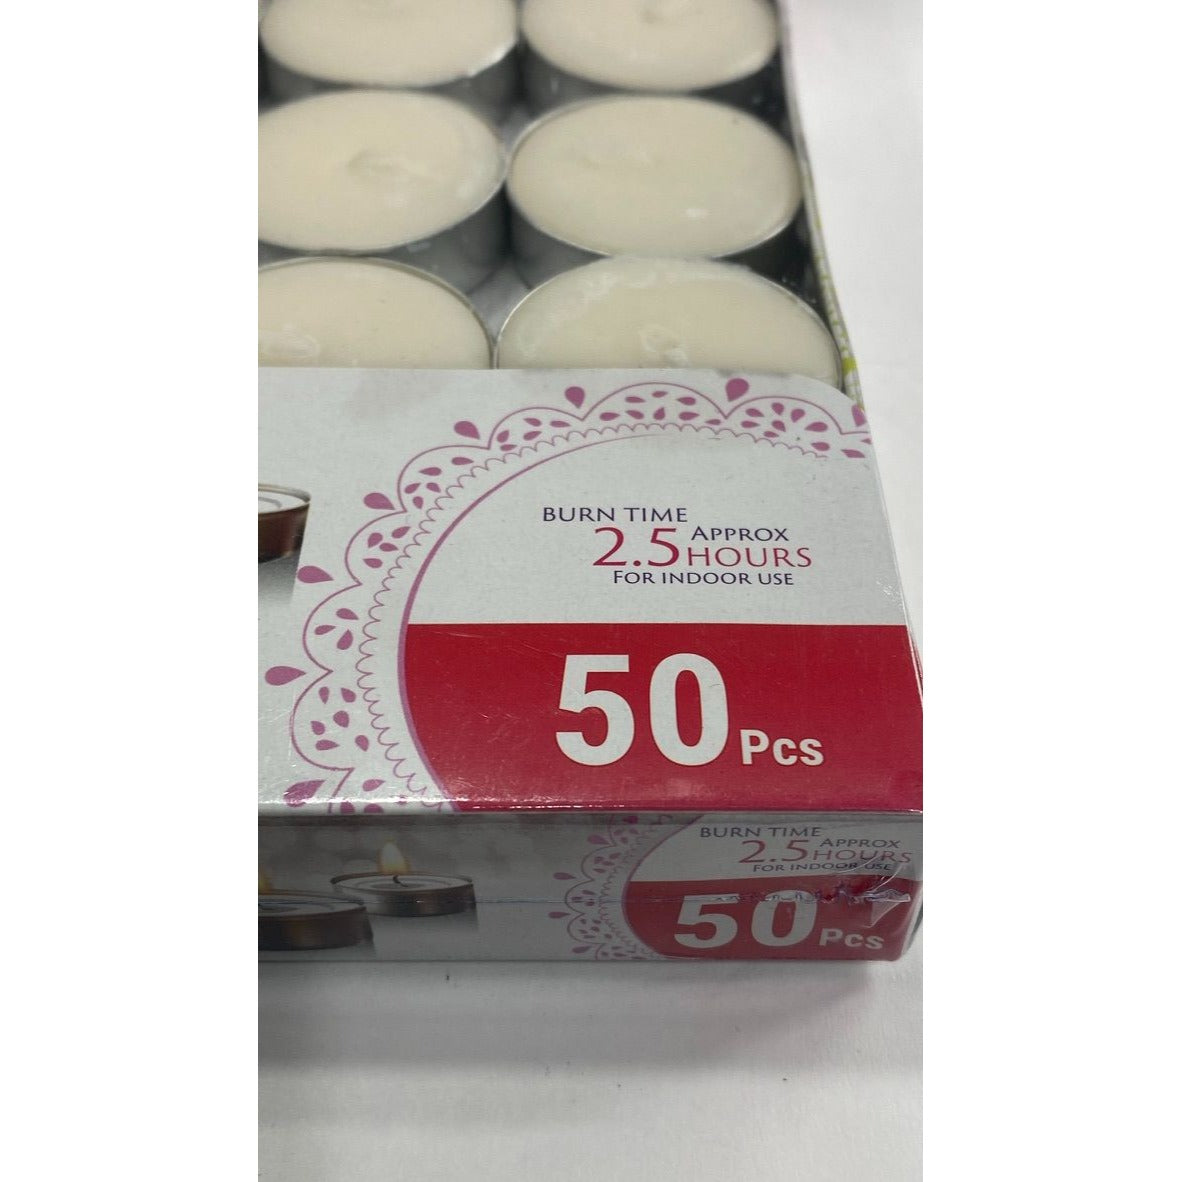 BURN TIME
2.5 APPROX HOURS
FOR INDOOR USE
50 Pcs
BURN TIME
2.5 APPROX HOURS
FOR INDOOR USE
50 Pcs